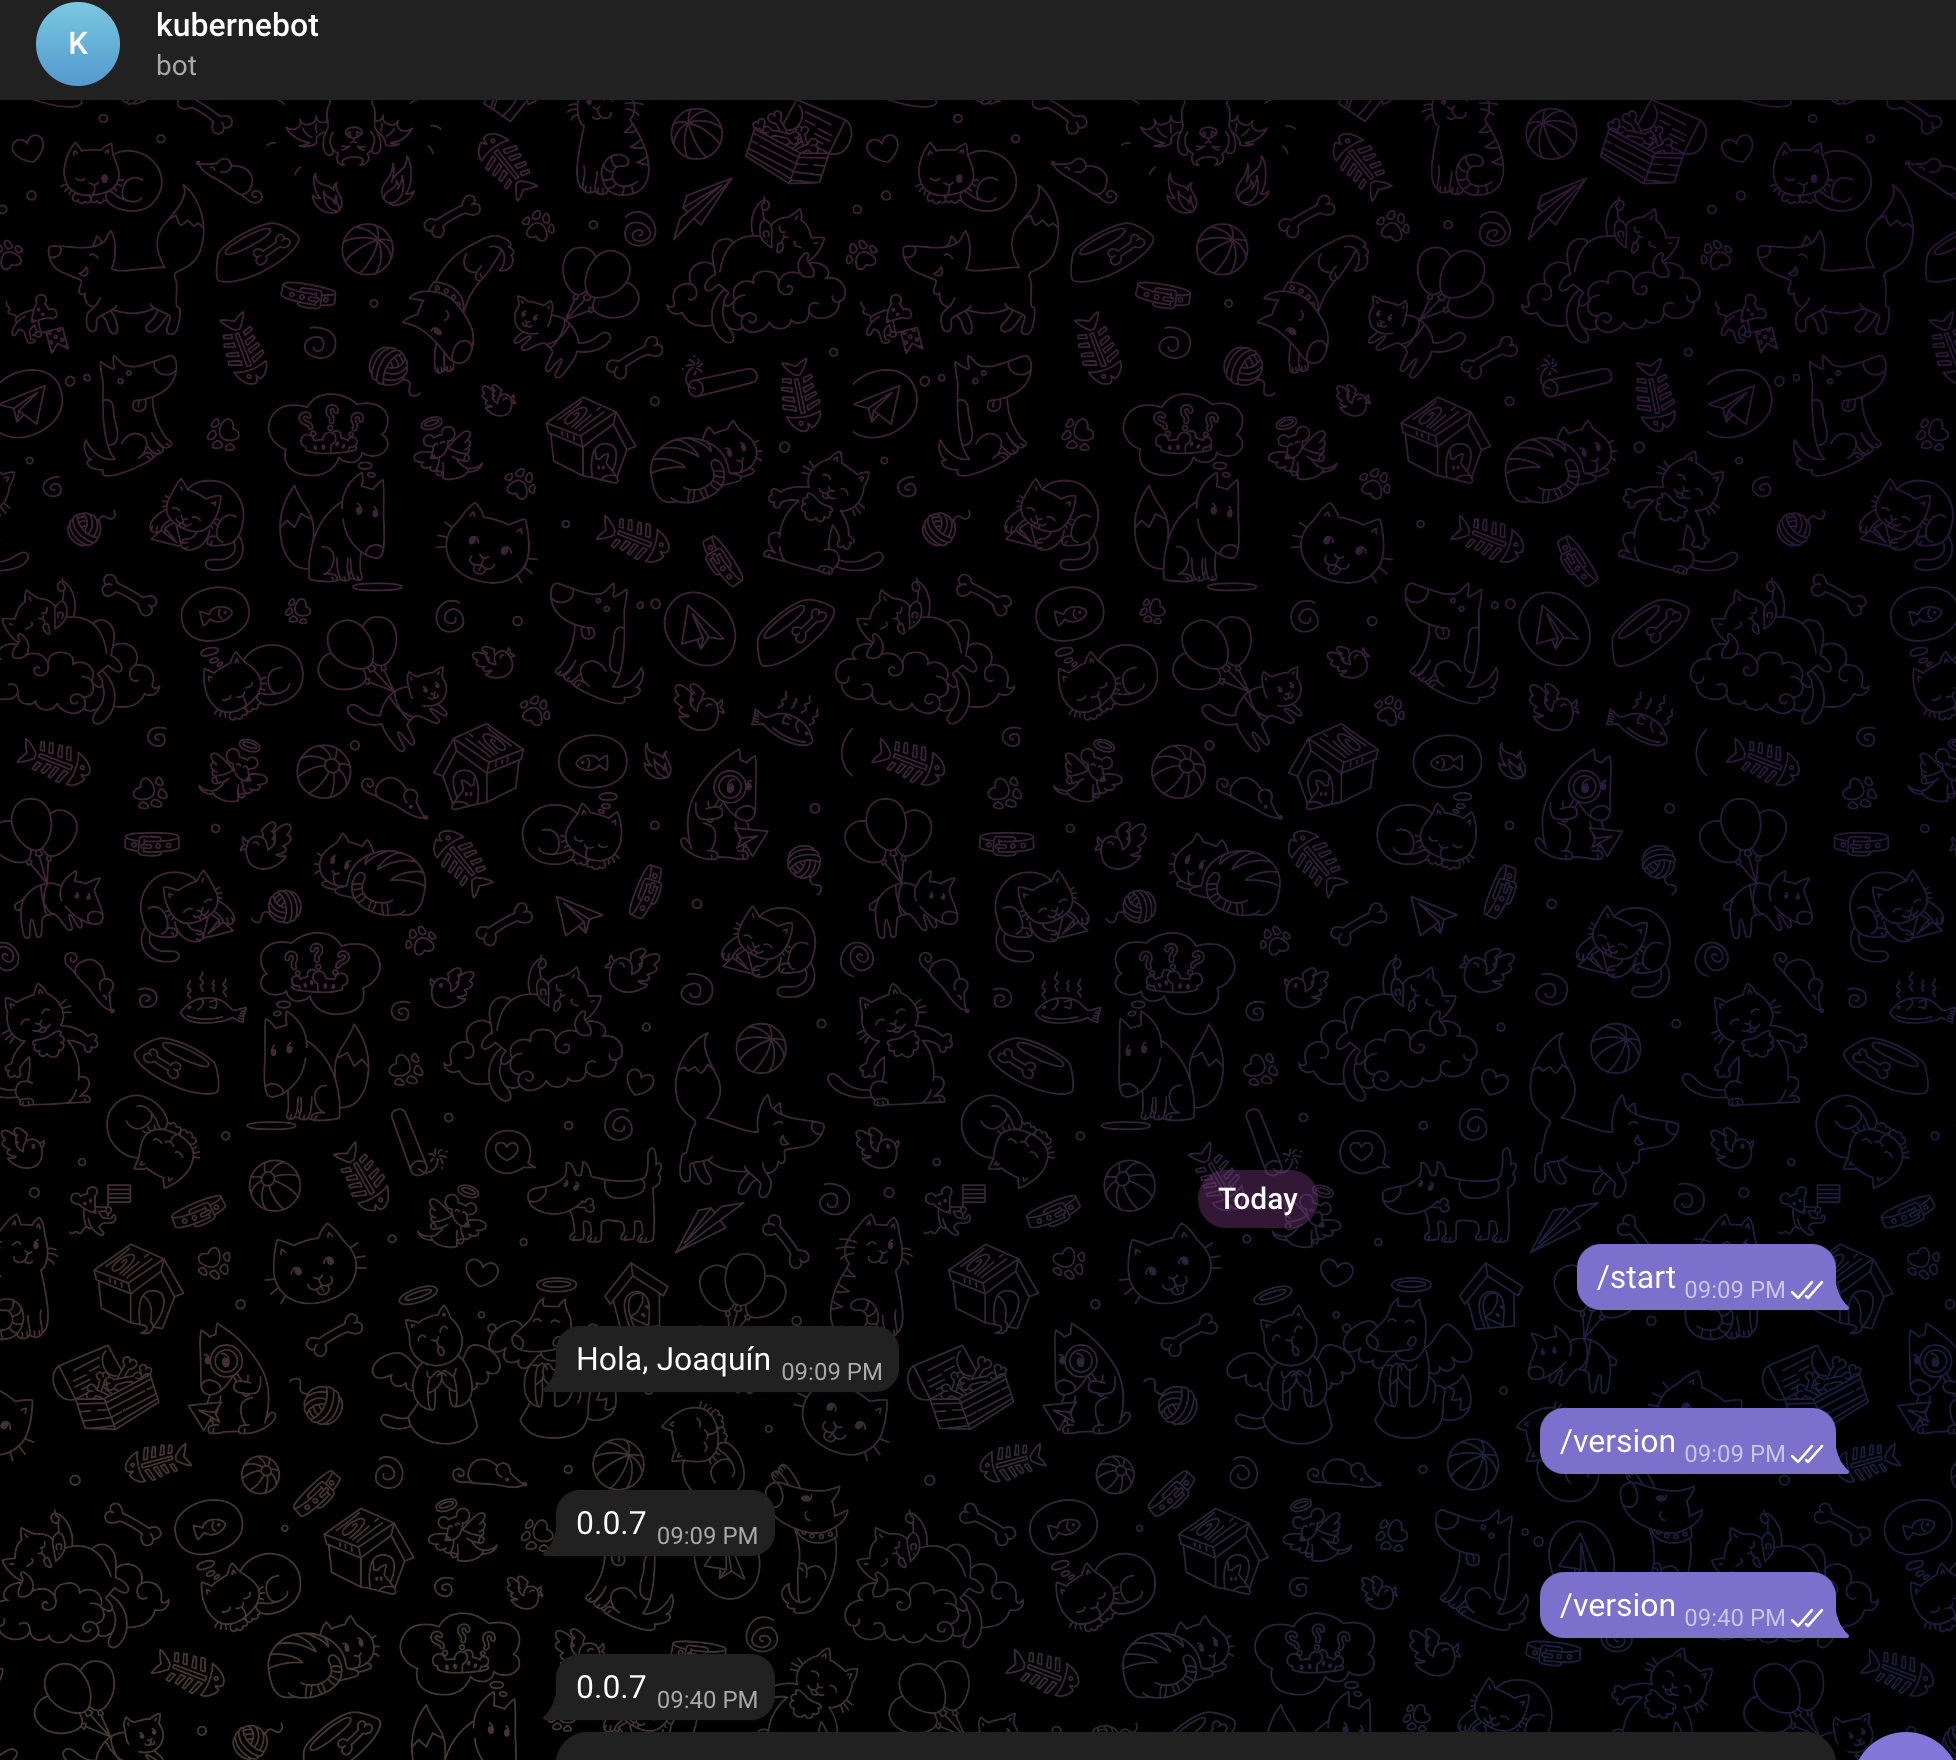 K
kubernebot
bot
Today
/start 09:09 PM
Hola, Joaquín 09:09 PM
/version 09:09 PM
0.0.7 09:09 PM
/version 09:40 PM
0.0.7 09:40 PM